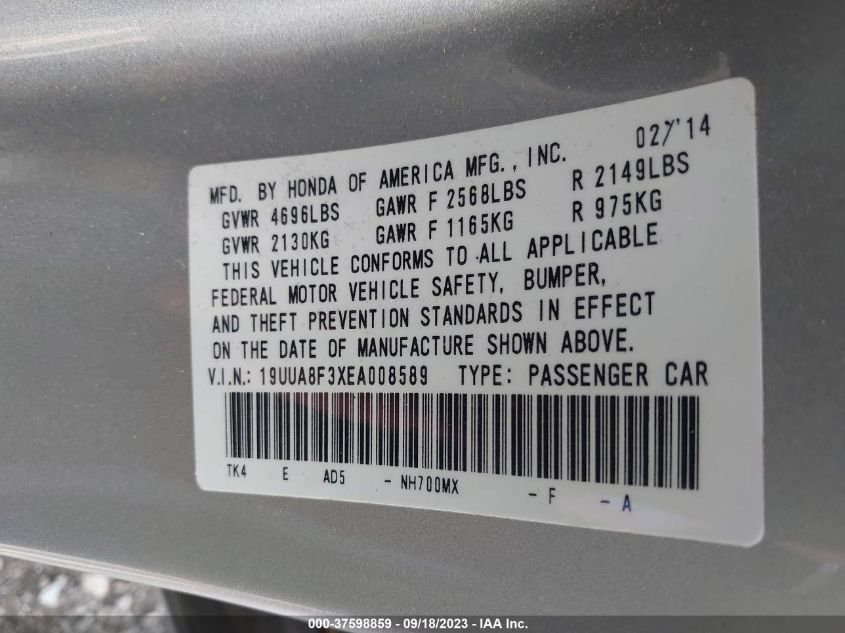 MFD. BY HONDA OF AMERICA MFG., INC. 02/'14
GVWR 4696LBS GAWR F 2568LBS R 2149LBS
GVWR 2130KG GAWR F 1165KG R 975KG
THIS VEHICLE CONFORMS TO ALL APPLICABLE
FEDERAL MOTOR VEHICLE SAFETY, BUMPER,
AND THEFT PREVENTION STANDARDS IN EFFECT
ON THE DATE OF MANUFACTURE SHOWN ABOVE.
V.I.N.: 19UUA8F3XEA008589 TYPE: PASSENGER CAR
TK4 E AD5 - NH700MX - F - A
000-37598859 - 09/18/2023 - IAA Inc.